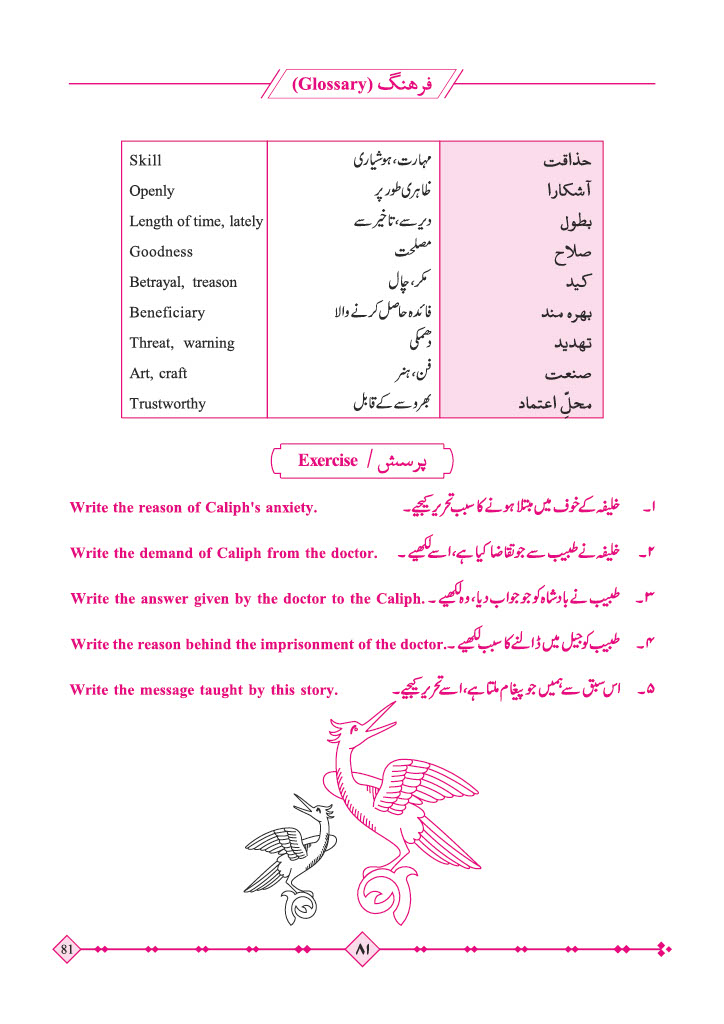 فرهنگ (Glossary)
حذاقت مہارت، ہوشیاری Skill
آشکارا ظاہری طور پر Openly
بطول دیر سے، تاخیر سے Length of time, lately
صلاح مصلحت Goodness
کید مکر، چال Betrayal, treason
بهره مند فائدہ حاصل کرنے والا Beneficiary
تهدید دھمکی Threat, warning
صنعت فن، ہنر Art, craft
محلِّ اعتماد بھروسے کے قابل Trustworthy
پرسش / Exercise
۱۔ خلیفہ کے خوف میں مبتلا ہونے کا سبب تحریر کیجیے۔ Write the reason of Caliph's anxiety.
۲۔ خلیفہ نے طبیب سے جو تقاضا کیا ہے، اسے لکھیے ۔ Write the demand of Caliph from the doctor.
۳۔ طبیب نے بادشاہ کو جو جواب دیا، وہ لکھیے ۔ Write the answer given by the doctor to the Caliph.
۴۔ طبیب کو جیل میں ڈالنے کا سبب لکھیے ۔ Write the reason behind the imprisonment of the doctor.
۵۔ اس سبق سے ہمیں جو پیغام ملتا ہے، اسے تحریر کیجیے۔ Write the message taught by this story.
81 ۸۱